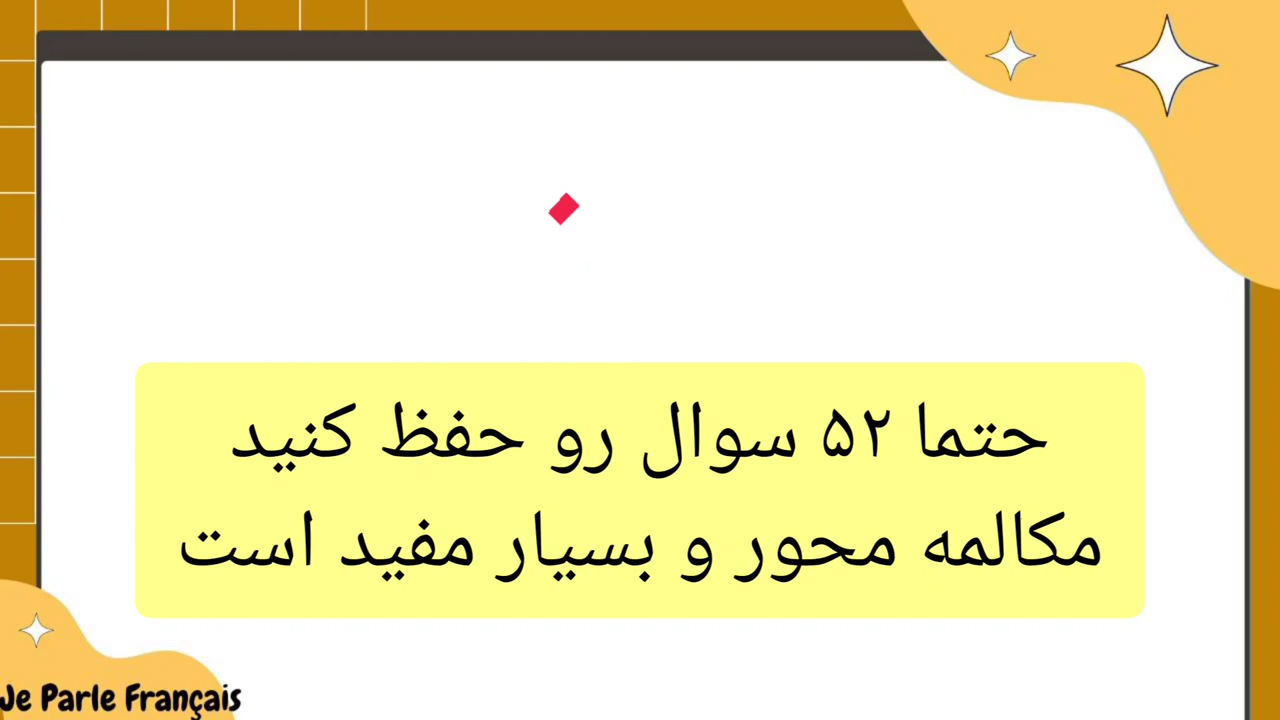 حتما ۵۲ سوال رو حفظ کنید
مکالمه محور و بسیار مفید است
Je Parle Français